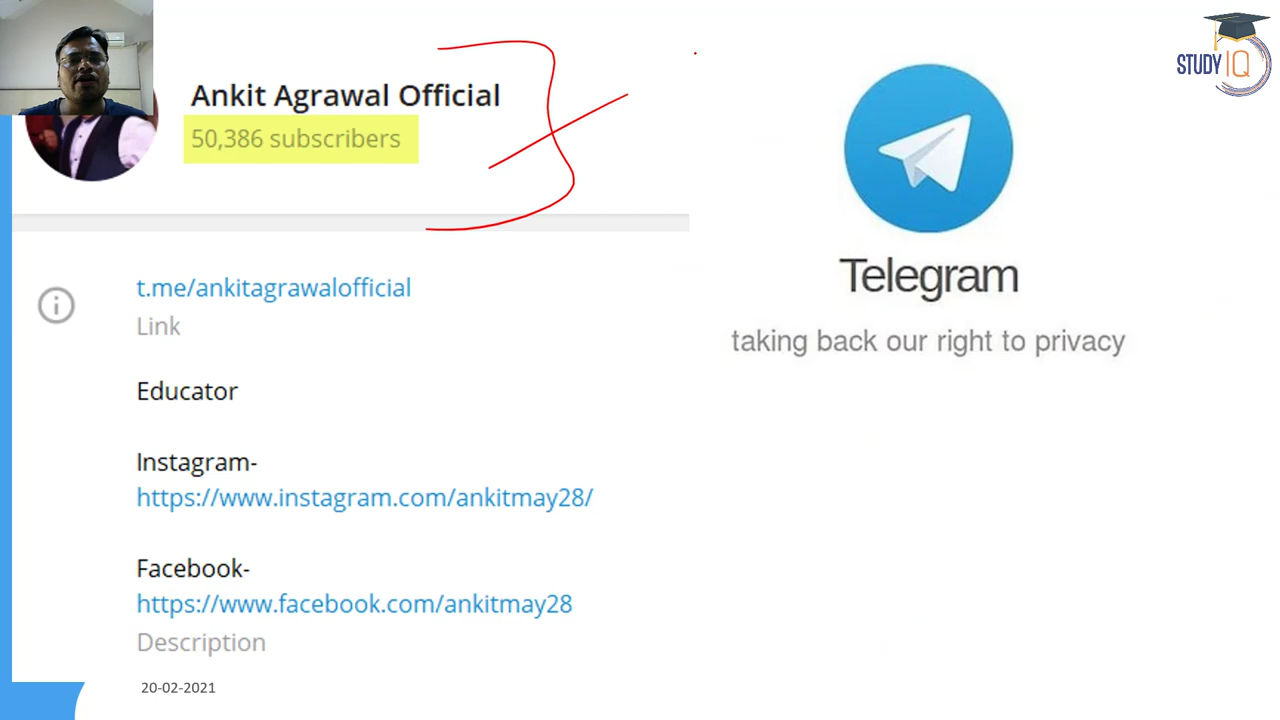 Ankit Agrawal Official
50,386 subscribers
t.me/ankitagrawalofficial
Link
Educator
Instagram-
https://www.instagram.com/ankitmay28/
Facebook-
https://www.facebook.com/ankitmay28
Description
20-02-2021
STUDY IQ
Telegram
taking back our right to privacy